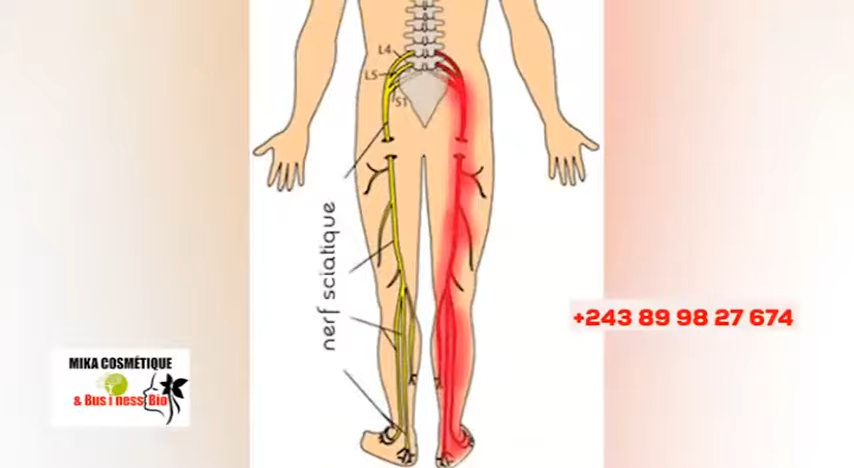 L4
L5
S1
nerf sciatique
+243 89 98 27 674
MIKA COSMÉTIQUE
& Bus i ness Bio